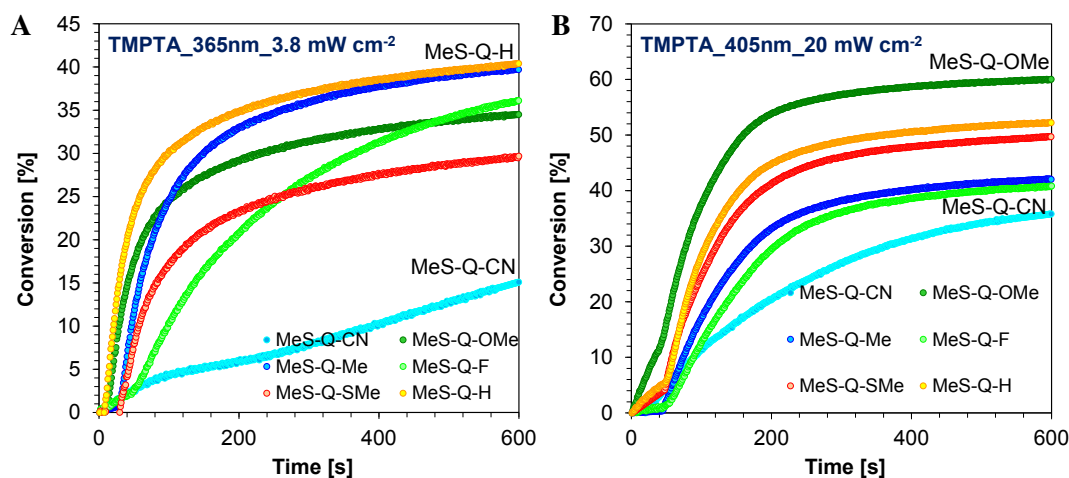 A
TMPTA_365nm_3.8 mW cm-2
Conversion [%]
45
40
35
30
25
20
15
10
5
0
MeS-Q-H
MeS-Q-CN
MeS-Q-CN
MeS-Q-OMe
MeS-Q-Me
MeS-Q-F
MeS-Q-SMe
MeS-Q-H
0
200
400
600
Time [s]
B
TMPTA_405nm_20 mW cm-2
Conversion [%]
70
60
50
40
30
20
10
0
MeS-Q-OMe
MeS-Q-CN
MeS-Q-CN
MeS-Q-OMe
MeS-Q-Me
MeS-Q-F
MeS-Q-SMe
MeS-Q-H
0
200
400
600
Time [s]